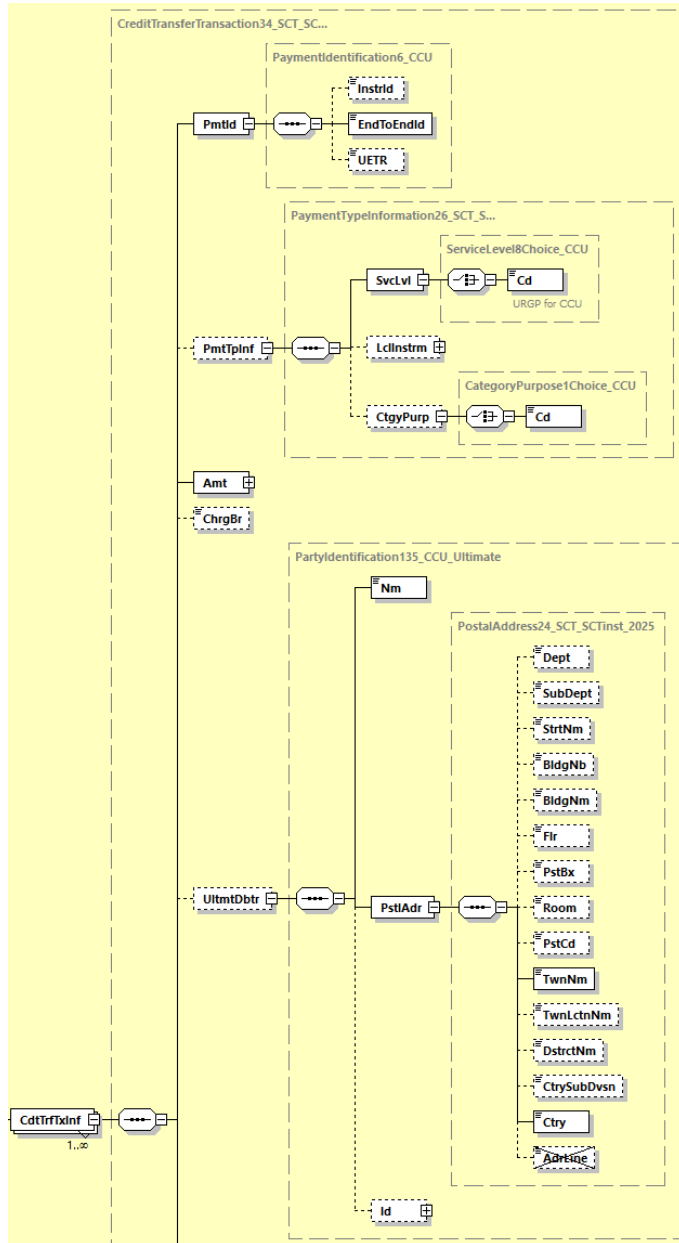 CreditTransferTransaction34_SCT_SC...
PaymentIdentification6_CCU
InstrId
PmtId
EndToEndId
UETR
PaymentTypeInformation26_SCT_S...
ServiceLevel8Choice_CCU
SvcLvl
Cd
URGP for CCU
PmtTpInf
LclInstrm
CategoryPurpose1Choice_CCU
CtgyPurp
Cd
Amt
ChrgBr
PartyIdentification135_CCU_Ultimate
Nm
PostalAddress24_SCT_SCTinst_2025
Dept
SubDept
StrtNm
BldgNb
BldgNm
Flr
PstBx
UltmtDbtr
PstlAdr
Room
PstCd
TwnNm
TwnLctnNm
DstrctNm
CtrySubDvsn
CdtTrfTxInf
Ctry
1..∞
AdrLine
Id